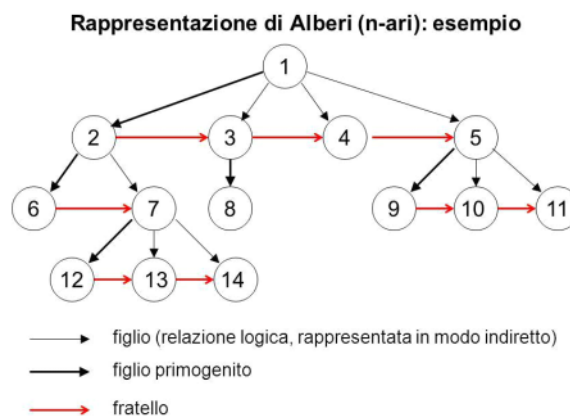 Rappresentazione di Alberi (n-ari): esempio
1
2 3 4 5
6 7 8 9 10 11
12 13 14
figlio (relazione logica, rappresentata in modo indiretto)
figlio primogenito
fratello